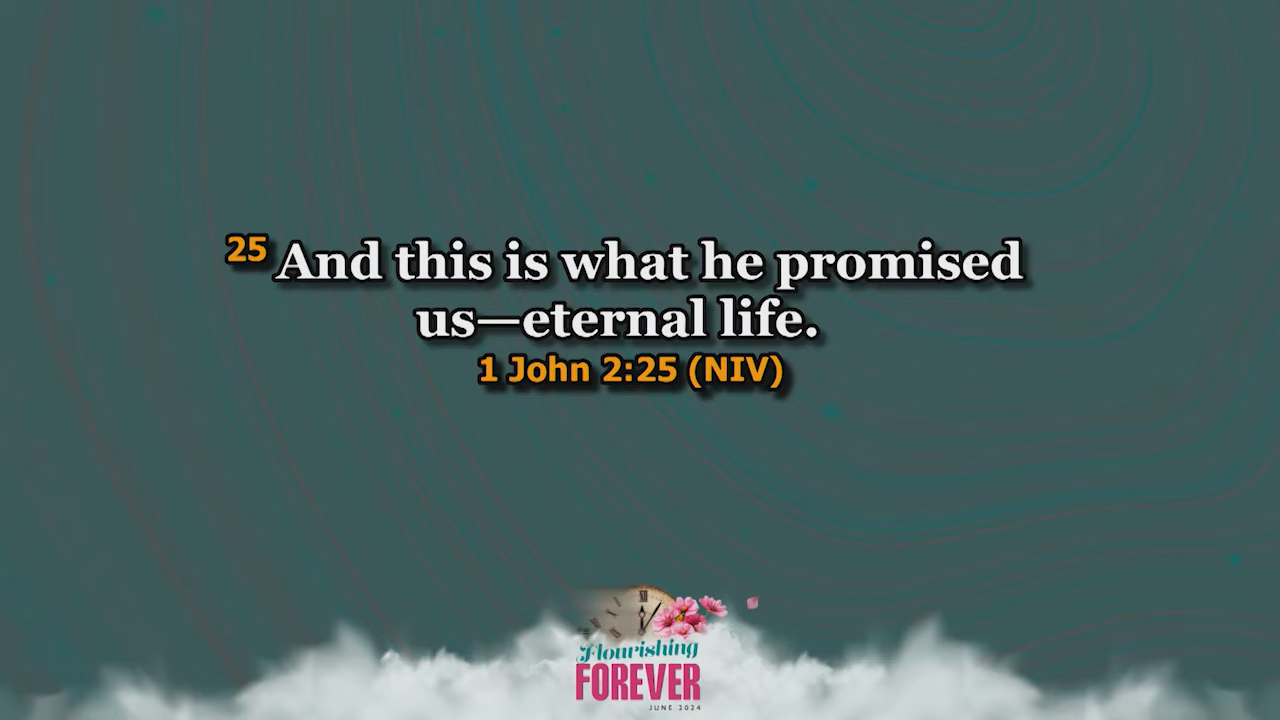 25 And this is what he promised
us—eternal life.
1 John 2:25 (NIV)
XII
Flourishing
FOREVER
JUNE 2024